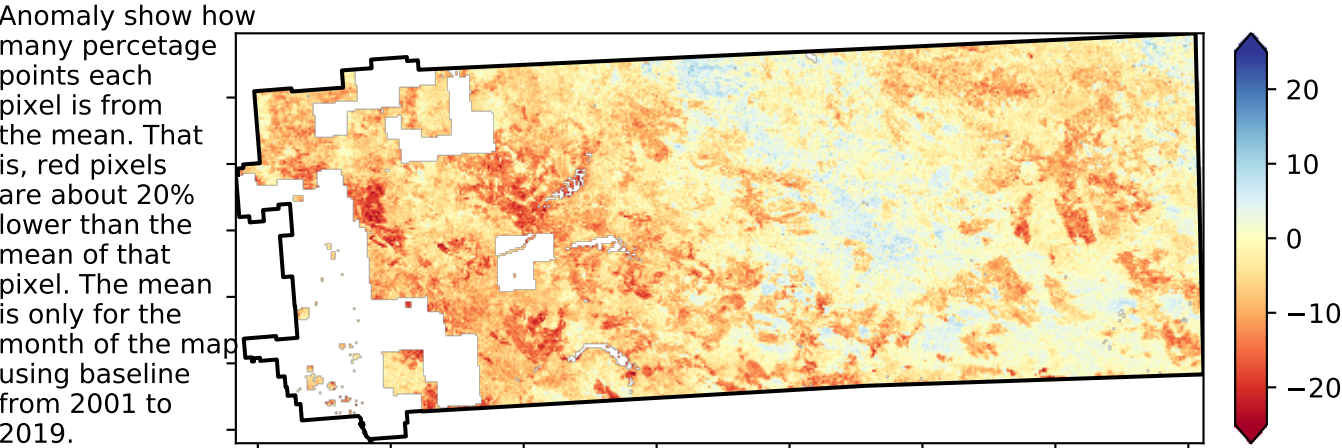 Anomaly show how
many percetage
points each
pixel is from
the mean. That
is, red pixels
are about 20%
lower than the
mean of that
pixel. The mean
is only for the
month of the map
using baseline
from 2001 to
2019.
20
10
0
−10
−20